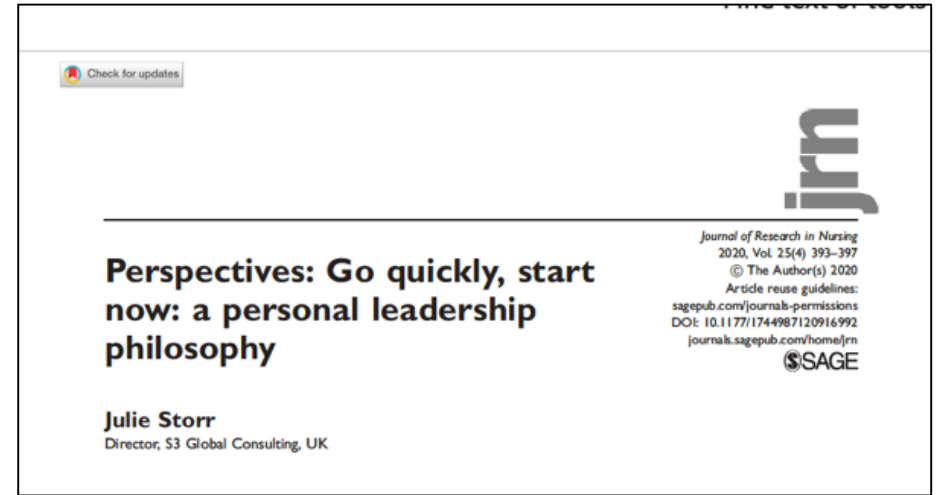 Check for updates
jrn
Journal of Research in Nursing
2020, Vol. 25(4) 393–397
© The Author(s) 2020
Article reuse guidelines:
sagepub.com/journals-permissions
DOI: 10.1177/1744987120916992
journals.sagepub.com/home/jrn
SAGE
Perspectives: Go quickly, start
now: a personal leadership
philosophy
Julie Storr
Director, S3 Global Consulting, UK